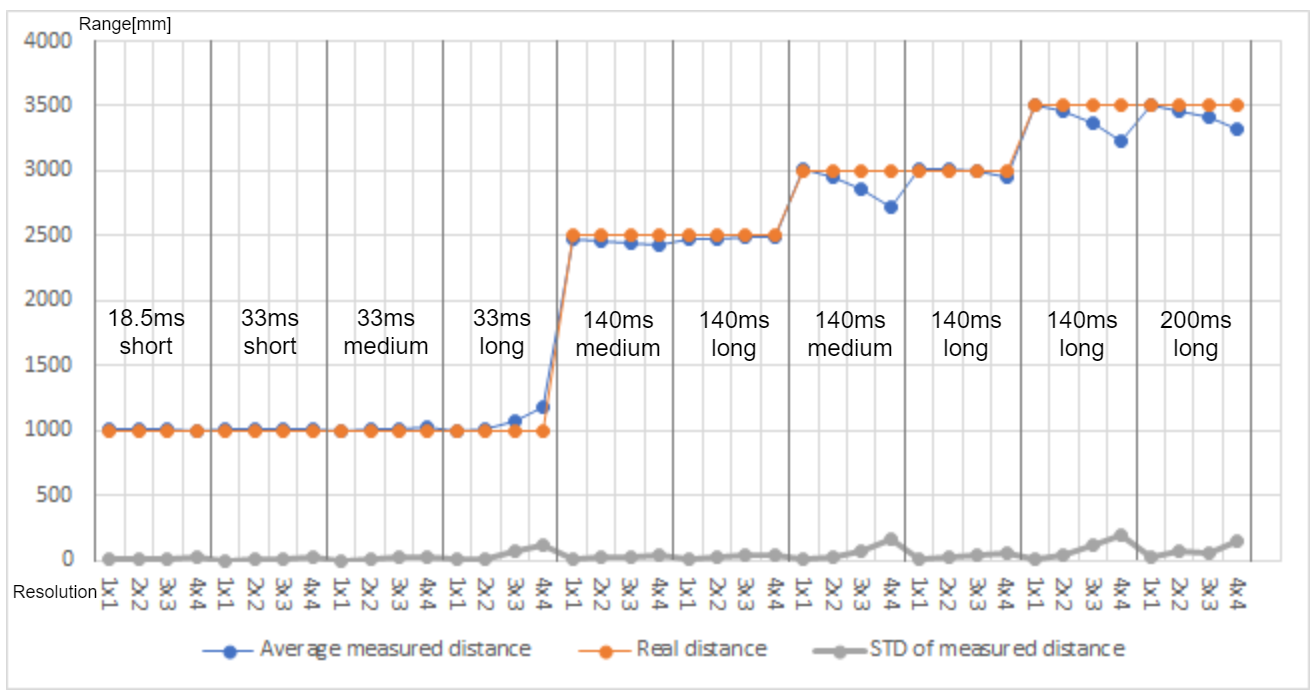 Range[mm]
4000
3500
3000
2500
2000
1500
1000
500
0
18.5ms
short
33ms
short
33ms
medium
33ms
long
140ms
medium
140ms
long
140ms
medium
140ms
long
140ms
long
200ms
long
Resolution
1x1
2x2
3x3
4x4
1x1
2x2
3x3
4x4
1x1
2x2
3x3
4x4
1x1
2x2
3x3
4x4
1x1
2x2
3x3
4x4
1x1
2x2
3x3
4x4
1x1
2x2
3x3
4x4
1x1
2x2
3x3
4x4
1x1
2x2
3x3
4x4
1x1
2x2
3x3
4x4
Average measured distance
Real distance
STD of measured distance